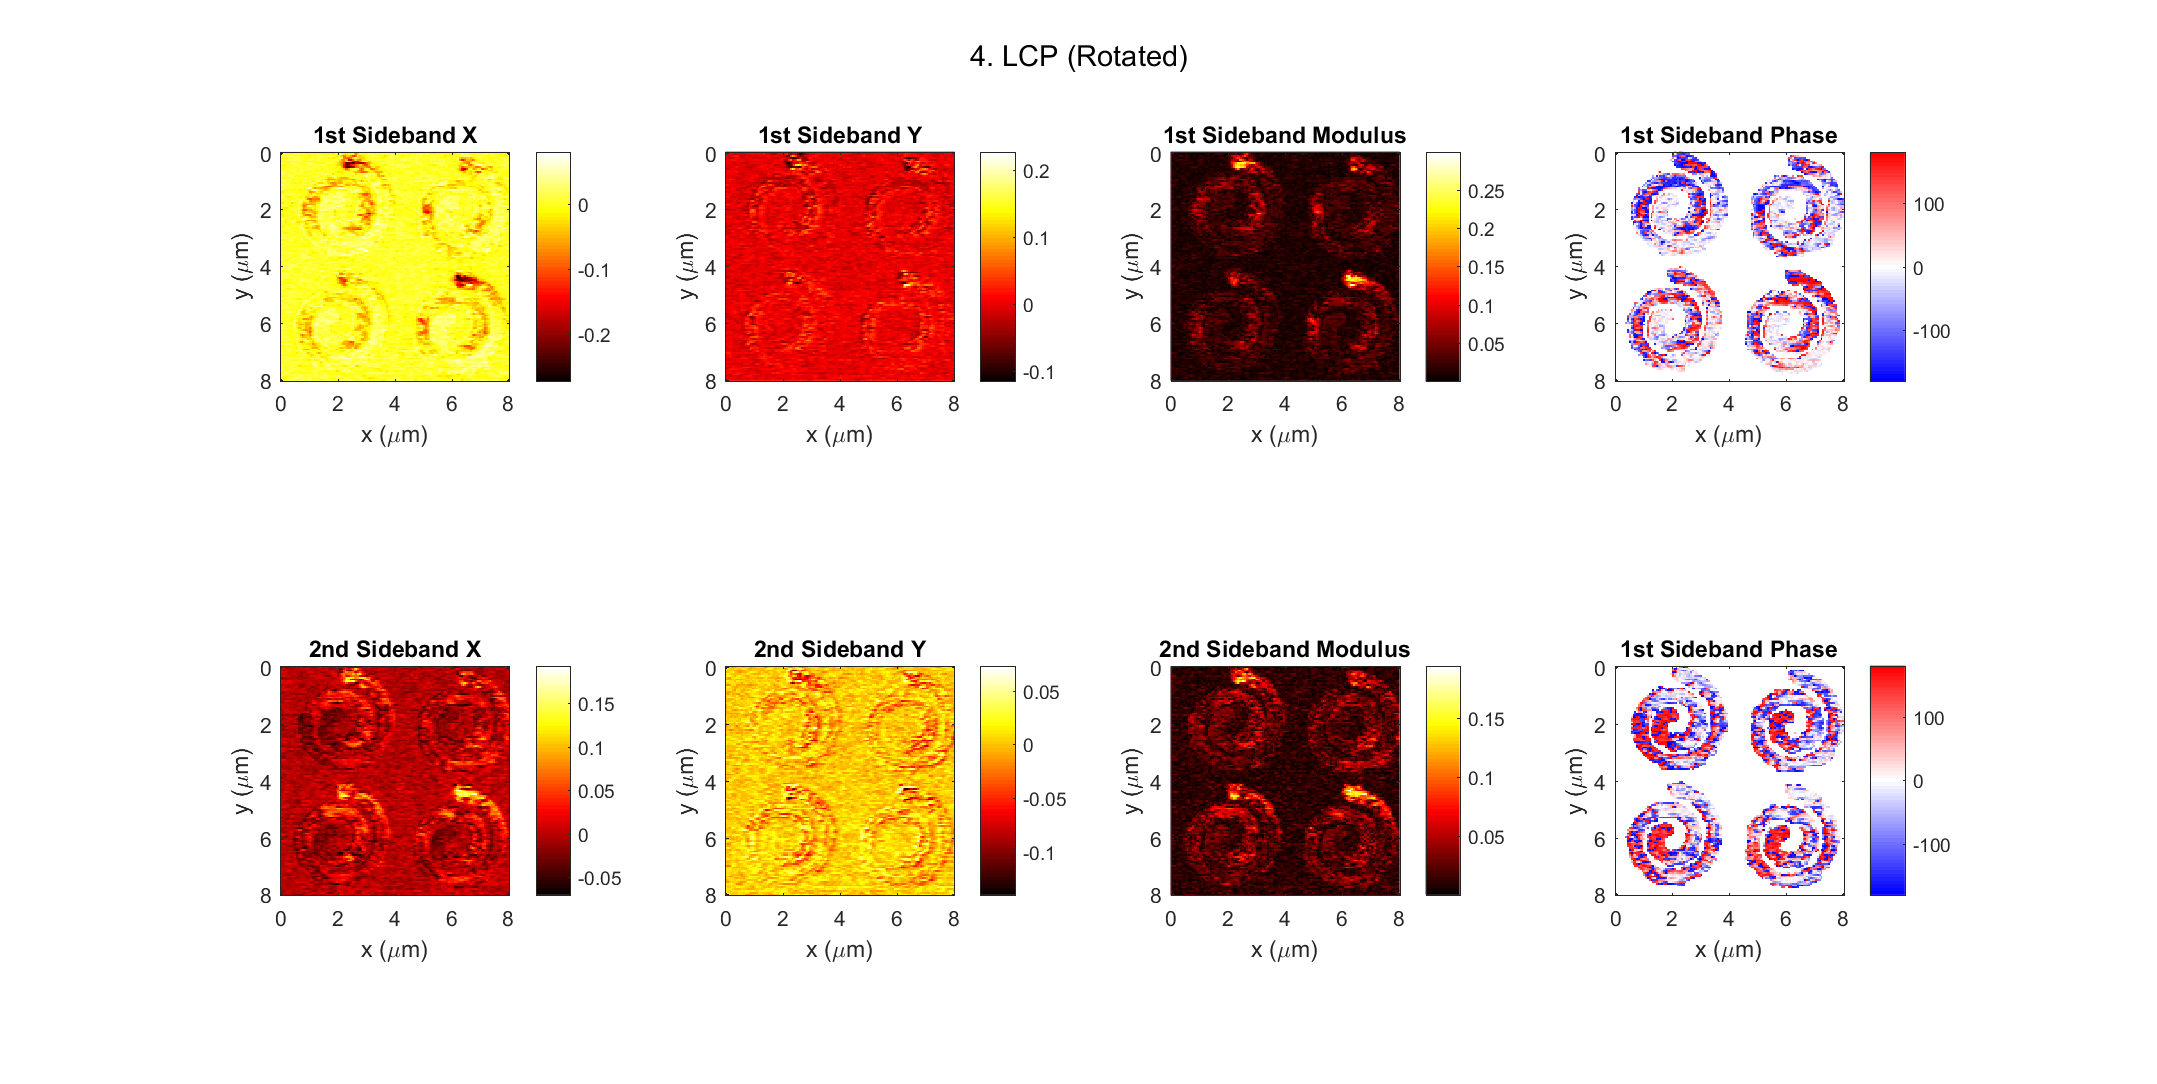 4. LCP (Rotated)
1st Sideband X
1st Sideband Y
1st Sideband Modulus
1st Sideband Phase
0
2
4
6
8
y (μm)
0 2 4 6 8
x (μm)
0
-0.1
-0.2
0
2
4
6
8
y (μm)
0 2 4 6 8
x (μm)
0.2
0.1
0
-0.1
0
2
4
6
8
y (μm)
0 2 4 6 8
x (μm)
0.25
0.2
0.15
0.1
0.05
0
2
4
6
8
y (μm)
0 2 4 6 8
x (μm)
100
0
-100
2nd Sideband X
2nd Sideband Y
2nd Sideband Modulus
1st Sideband Phase
0
2
4
6
8
y (μm)
0 2 4 6 8
x (μm)
0.15
0.1
0.05
0
-0.05
0
2
4
6
8
y (μm)
0 2 4 6 8
x (μm)
0.05
0
-0.05
-0.1
0
2
4
6
8
y (μm)
0 2 4 6 8
x (μm)
0.15
0.1
0.05
0
2
4
6
8
y (μm)
0 2 4 6 8
x (μm)
100
0
-100